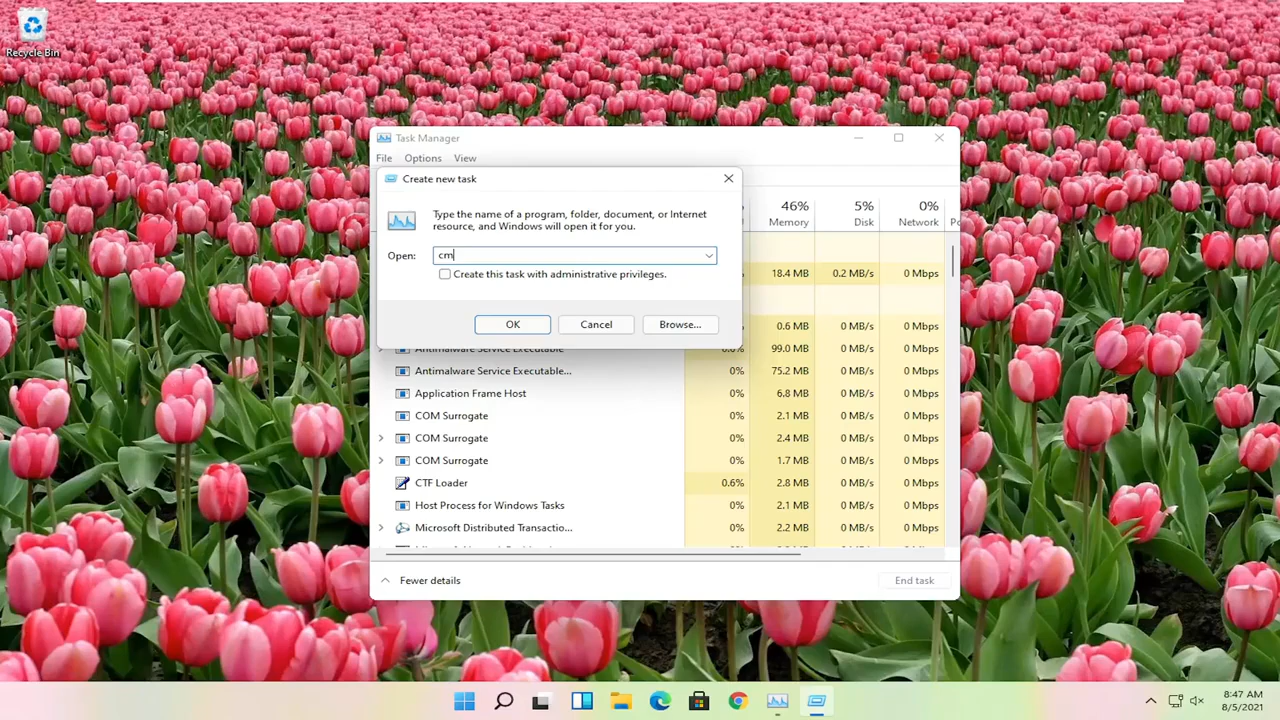 Recycle Bin
Task Manager
File Options View
Create new task
Type the name of a program, folder, document, or Internet
resource, and Windows will open it for you.
Open: cm
Create this task with administrative privileges.
OK Cancel Browse...
46% 5% 0%
Memory Disk Network
18.4 MB 0.2 MB/s 0 Mbps
0.6 MB 0 MB/s 0 Mbps
Antimalware Service Executable 0.6% 99.0 MB 0 MB/s 0 Mbps
Antimalware Service Executable... 0% 75.2 MB 0 MB/s 0 Mbps
Application Frame Host 0% 6.8 MB 0 MB/s 0 Mbps
COM Surrogate 0% 2.1 MB 0 MB/s 0 Mbps
COM Surrogate 0% 2.4 MB 0 MB/s 0 Mbps
COM Surrogate 0% 1.7 MB 0 MB/s 0 Mbps
CTF Loader 0.6% 2.8 MB 0 MB/s 0 Mbps
Host Process for Windows Tasks 0% 2.1 MB 0 MB/s 0 Mbps
Microsoft Distributed Transactio... 0% 2.2 MB 0 MB/s 0 Mbps
Fewer details End task
8:47 AM
8/5/2021